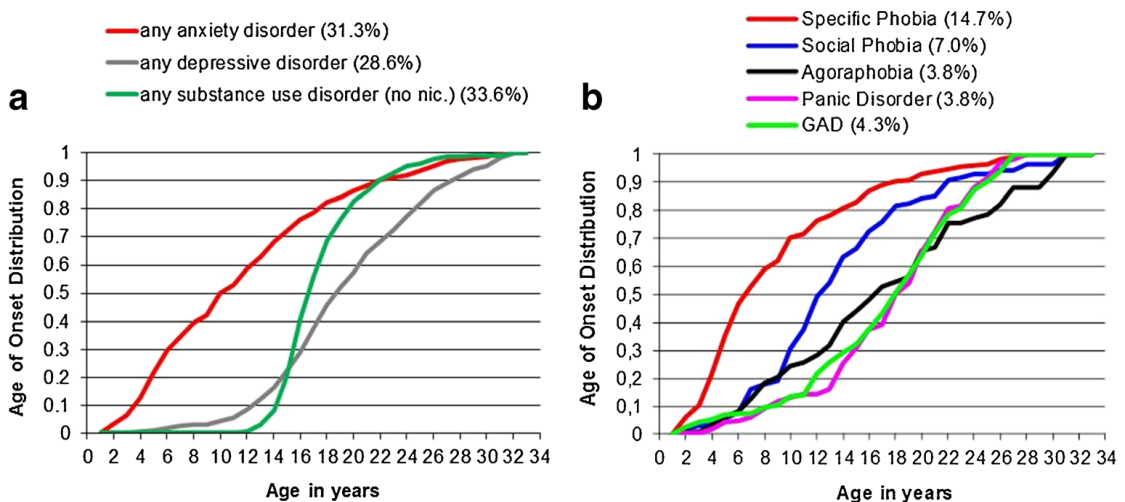 a
any anxiety disorder (31.3%)
any depressive disorder (28.6%)
any substance use disorder (no nic.) (33.6%)
Age of Onset Distribution
1
0.9
0.8
0.7
0.6
0.5
0.4
0.3
0.2
0.1
0
0 2 4 6 8 10 12 14 16 18 20 22 24 26 28 30 32 34
Age in years
b
Specific Phobia (14.7%)
Social Phobia (7.0%)
Agoraphobia (3.8%)
Panic Disorder (3.8%)
GAD (4.3%)
Age of Onset Distribution
1
0,9
0,8
0,7
0,6
0,5
0,4
0,3
0,2
0,1
0
0 2 4 6 8 10 12 14 16 18 20 22 24 26 28 30 32 34
Age in years